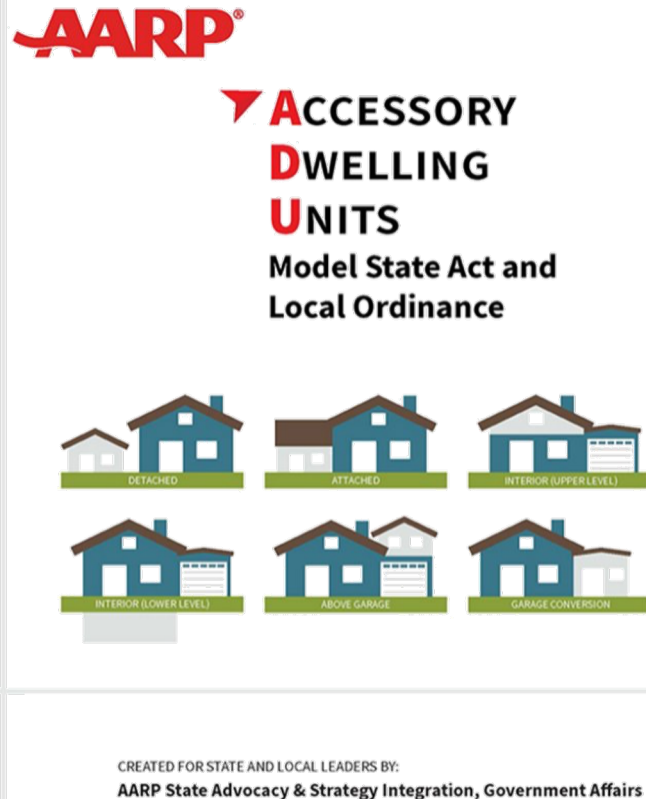 AARP®
ACCESSORY
DWELLING
UNITS
Model State Act and
Local Ordinance
DETACHED
ATTACHED
INTERIOR (UPPER LEVEL)
INTERIOR (LOWER LEVEL)
ABOVE GARAGE
GARAGE CONVERSION
CREATED FOR STATE AND LOCAL LEADERS BY:
AARP State Advocacy & Strategy Integration, Government Affairs